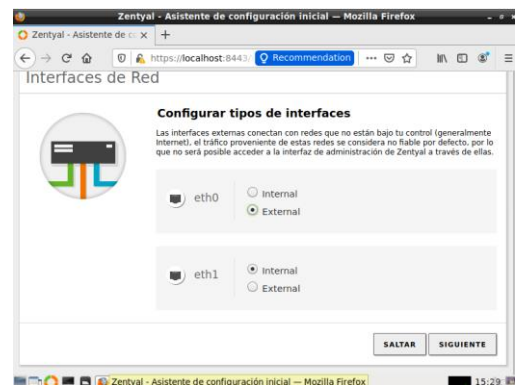 Zentyal - Asistente de configuración inicial — Mozilla Firefox
Zentyal - Asistente de co
https://localhost:8443/ Recommendation
Interfaces de Red
Configurar tipos de interfaces
Las interfaces externas conectan con redes que no están bajo tu control (generalmente
Internet), el tráfico proveniente de estas redes se considera no fiable por defecto, por lo
que no será posible acceder a la interfaz de administración de Zentyal a través de ellas.
eth0
Internal
External
eth1
Internal
External
SALTAR SIGUIENTE
Zentyal - Asistente de configuración inicial — Mozilla Firefox 15:29